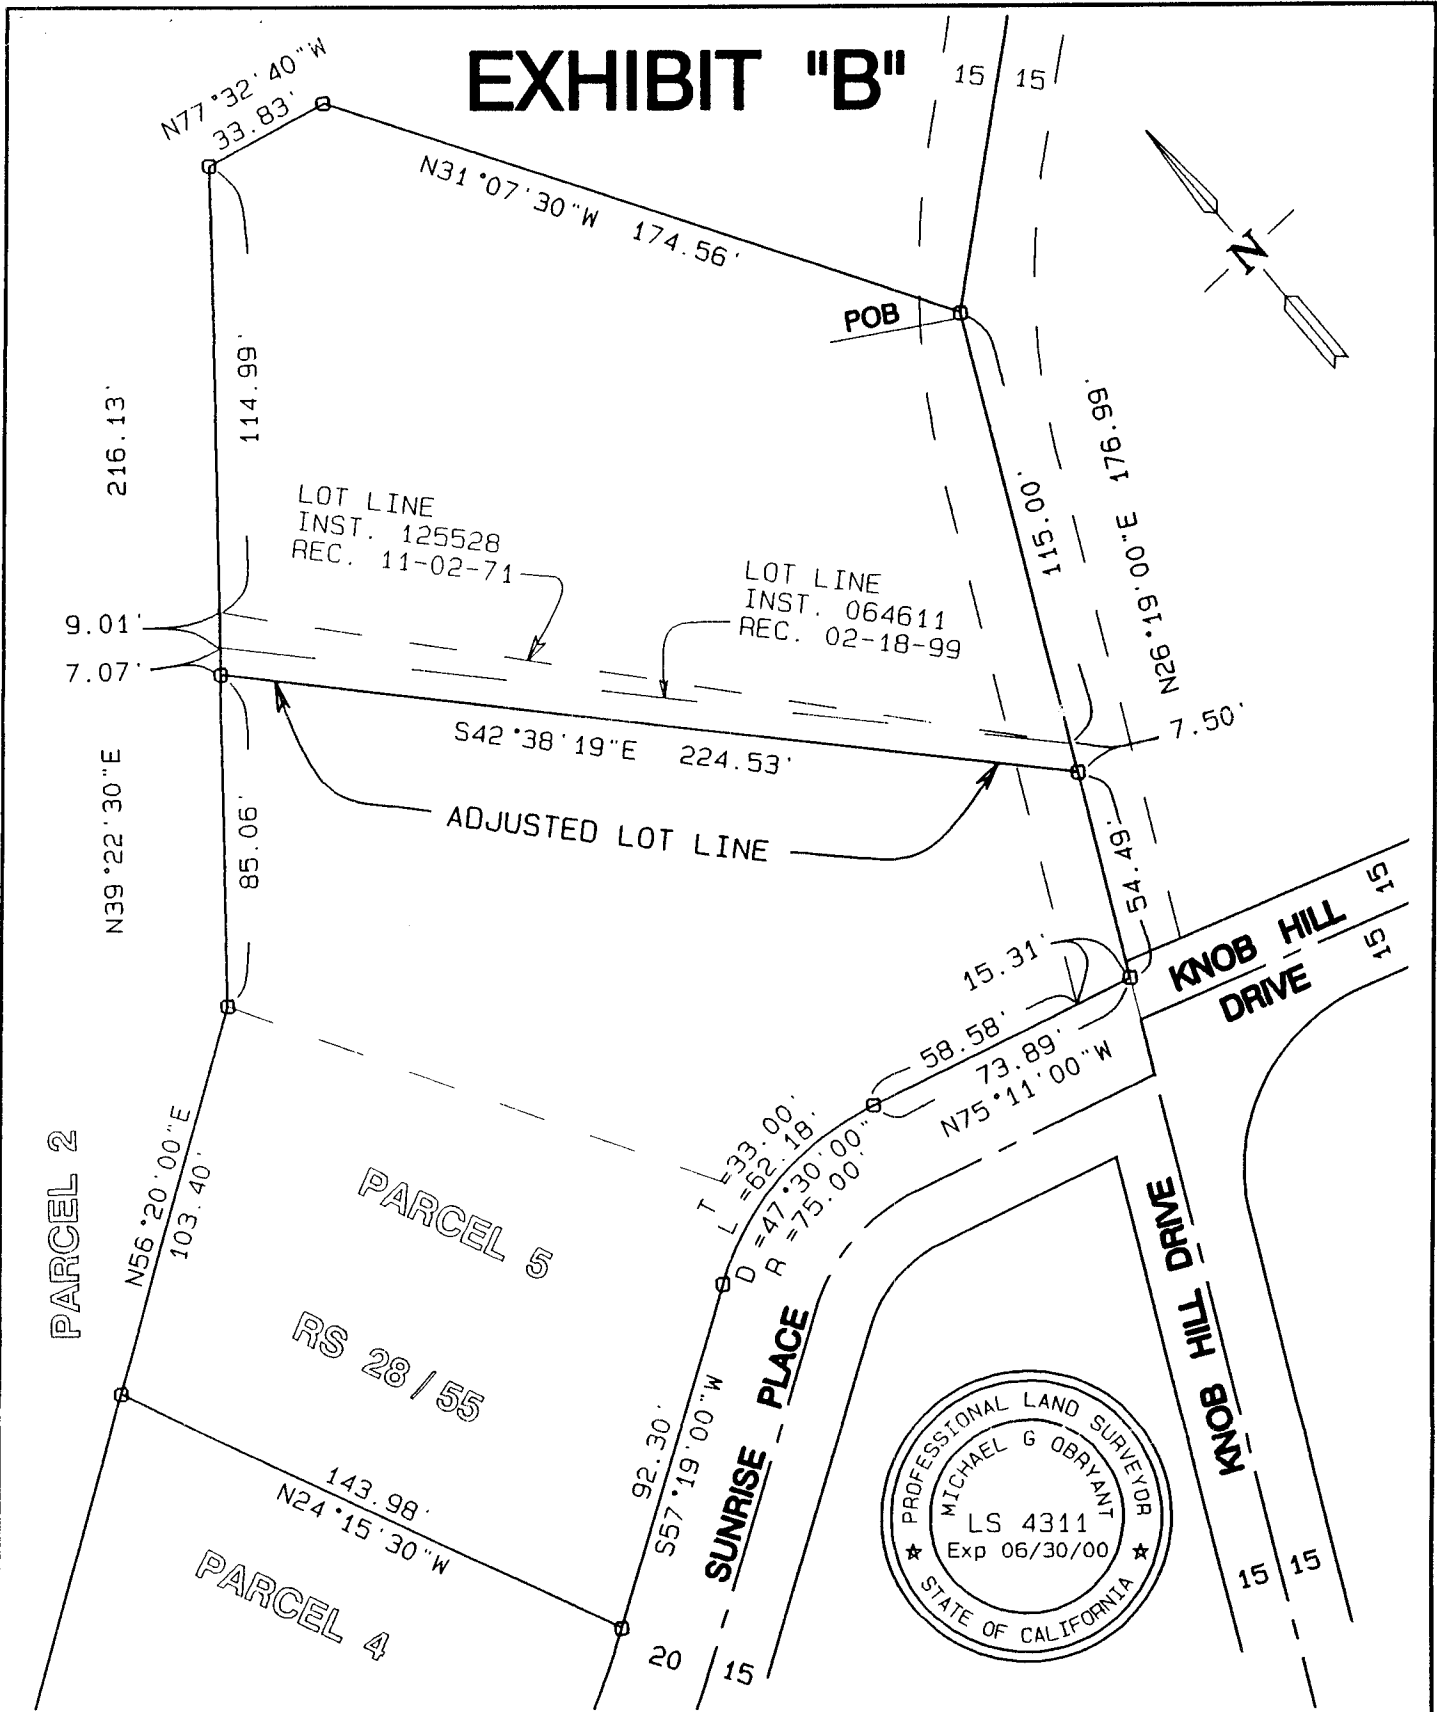 EXHIBIT "B"
15 15
N77°32'40"W
33.83'
N31°07'30"W 174.56'
N
POB
114.99'
216.13'
115.00'
N26°19'00"E 176.99'
LOT LINE
INST. 125528
REC. 11-02-71
LOT LINE
INST. 064611
REC. 02-18-99
9.01'
7.07'
7.50'
S42°38'19"E 224.53'
ADJUSTED LOT LINE
N39°22'30"E
85.06'
54.49'
15.31'
KNOB HILL
DRIVE
15
15
58.58'
73.89'
N75°11'00"W
T =33.00'
L =62.18'
D =47°30'00"
R =75.00'
PARCEL 2
N56°20'00"E
103.40'
PARCEL 5
RS 28/55
SUNRISE PLACE
KNOB HILL DRIVE
92.30'
S57°19'00"W
143.98'
N24°15'30"W
PARCEL 4
PROFESSIONAL LAND SURVEYOR
MICHAEL G OBRYANT
LS 4311
Exp 06/30/00
STATE OF CALIFORNIA
15 15
20 15